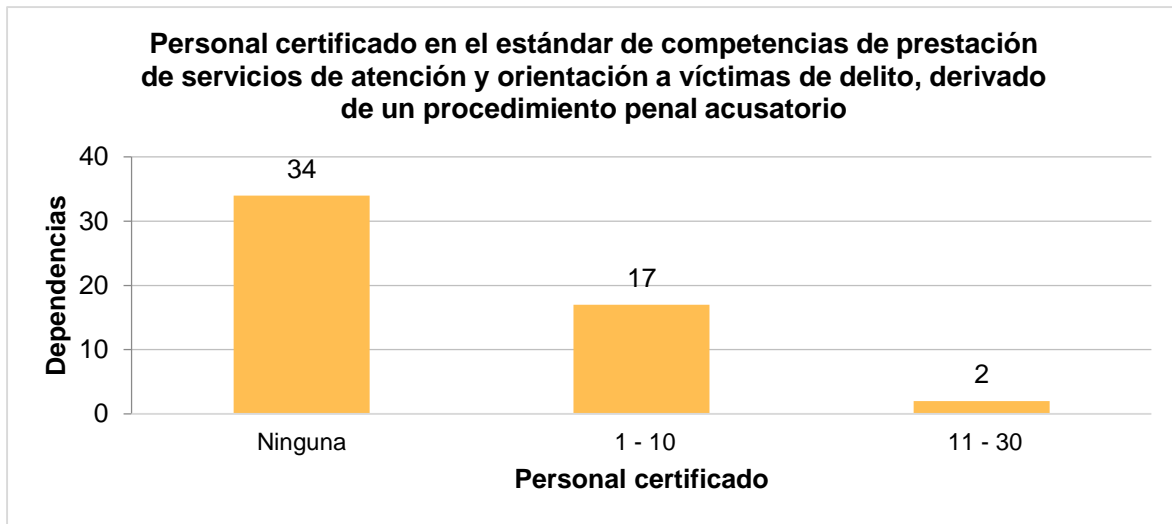 Personal certificado en el estándar de competencias de prestación
de servicios de atención y orientación a víctimas de delito, derivado
de un procedimiento penal acusatorio
40
30
20
10
0
Dependencias
34
17
2
Ninguna
1 - 10
11 - 30
Personal certificado